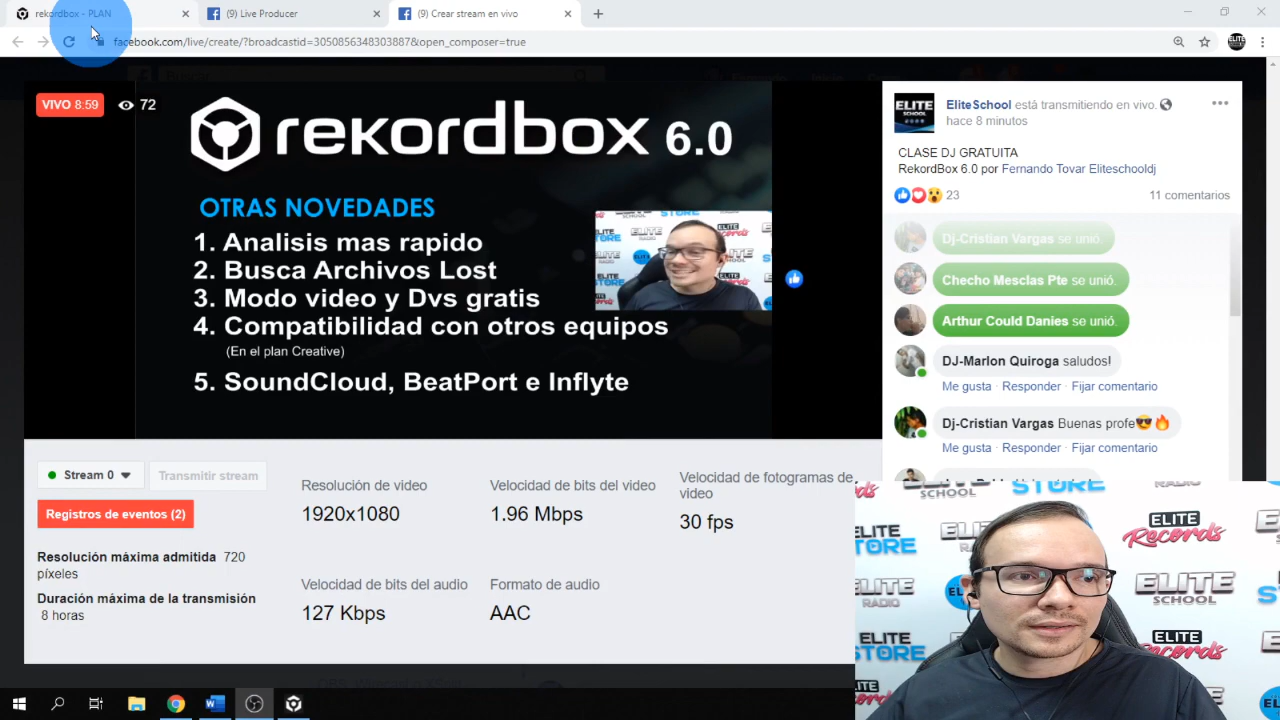 rekordbox - PLAN
(9) Live Producer
(9) Crear stream en vivo
facebook.com/live/create/?broadcastid=3050856348303887&open_composer=true
Buscar
VIVO 8:59
72
rekordbox 6.0
OTRAS NOVEDADES
1. Analisis mas rapido
2. Busca Archivos Lost
3. Modo video y Dvs gratis
4. Compatibilidad con otros equipos
(En el plan Creative)
5. SoundCloud, BeatPort e Inflyte
ELITE SCHOOL
EliteSchool está transmitiendo en vivo.
hace 8 minutos
CLASE DJ GRATUITA
RekordBox 6.0 por Fernando Tovar Eliteschooldj
23
11 comentarios
Dj-Cristian Vargas se unió.
Checho Mesclas Pte se unió.
Arthur Could Danies se unió.
DJ-Marlon Quiroga saludos!
Me gusta · Responder · Fijar comentario
Dj-Cristian Vargas Buenas profe
Me gusta · Responder · Fijar comentario
Stream 0
Transmitir stream
Registros de eventos (2)
Resolución máxima admitida 720
píxeles
Duración máxima de la transmisión
8 horas
Resolución de video
1920x1080
Velocidad de bits del video
1.96 Mbps
Velocidad de fotogramas de
video
30 fps
Velocidad de bits del audio
127 Kbps
Formato de audio
AAC
SCHOOL
STORE
RADIO
ELITE
Records
ELITE
RADIO
ELITE
SCHOOL
ELITE
STORE
ELITE
Records